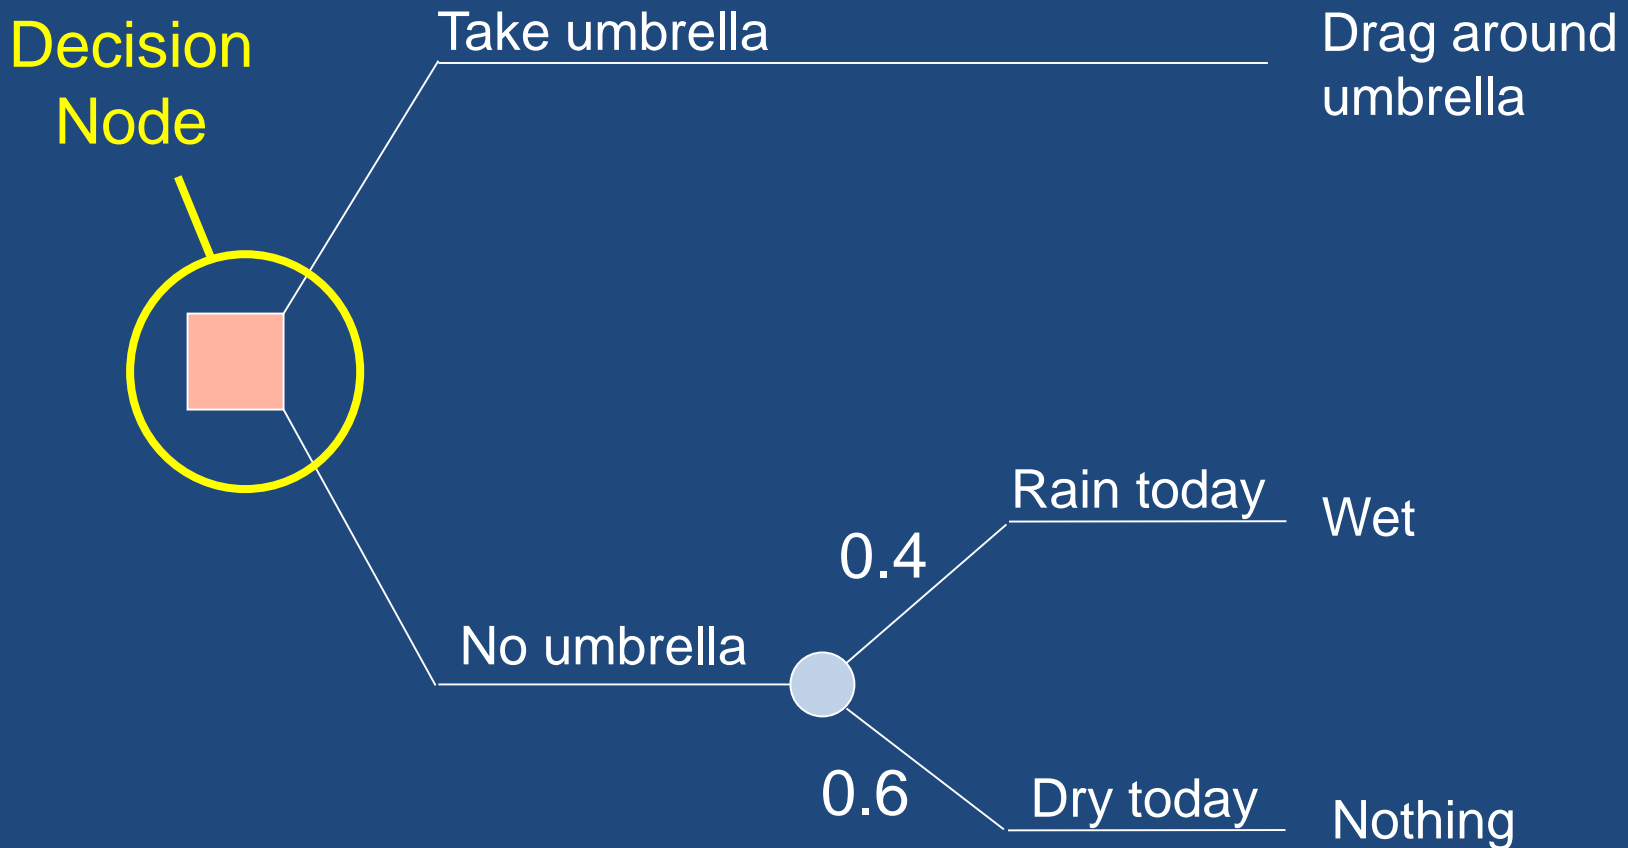 Decision
Node
Take umbrella
Drag around
umbrella
Rain today
Wet
0.4
No umbrella
0.6
Dry today
Nothing